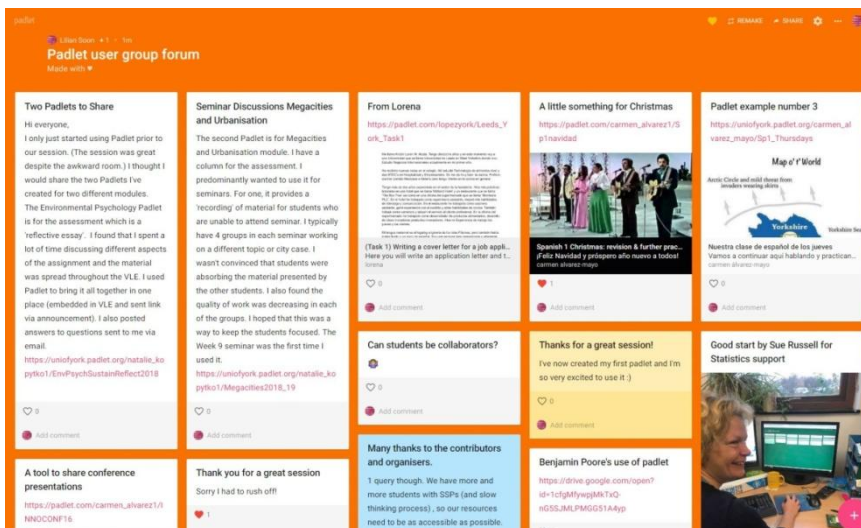 padlet
REMAKE
SHARE
Lilian Soon +1 · 1m
Padlet user group forum
Made with ♥
Two Padlets to Share
Hi everyone,
I only just started using Padlet prior to
our session. (The session was great
despite the awkward room.) I thought I
would share the two Padlets I've
created for two different modules.
The Environmental Psychology Padlet
is for the assessment which is a
'reflective essay'. I found that I spent a
lot of time discussing different aspects
of the assignment and the material
was spread throughout the VLE. I used
Padlet to bring it all together in one
place (embedded in VLE and sent link
via announcement). I also posted
answers to questions sent to me via
email.
https://uniofyork.padlet.org/natalie_ko
pytko1/EnvPsychSustainReflect2018
0
Add comment
A tool to share conference
presentations
https://padlet.com/carmen_alvarez1/I
NNOCONF16
Seminar Discussions Megacities
and Urbanisation
The second Padlet is for Megacities
and Urbanisation module. I have a
column for the assessment. I
predominantly wanted to use it for
seminars. For one, it provides a
'recording' of material for students who
are unable to attend seminar. I typically
have 4 groups in each seminar working
on a different topic or city case. I
wasn't convinced that students were
absorbing the material presented by
the other students. I also found the
quality of work was decreasing in each
of the groups. I hoped that this was a
way to keep the students focused. The
Week 9 seminar was the first time I
used it.
https://uniofyork.padlet.org/natalie_ko
pytko1/Megacities2018_19
0
Add comment
Thank you for a great session
Sorry I had to rush off!
1
From Lorena
https://padlet.com/lopezyork/Leeds_Y
ork_Task1
(Task 1) Writing a cover letter for a job appli...
Here you will write an application letter and t...
lorena
0
Add comment
Can students be collaborators?
0
Add comment
Many thanks to the contributors
and organisers.
1 query though. We have more and
more students with SSPs (and slow
thinking process) , so our resources
need to be as accessible as possible.
A little something for Christmas
https://padlet.com/carmen_alvarez1/S
p1navidad
Spanish 1 Christmas: revision & further prac...
¡Feliz Navidad y próspero año nuevo a todos!
carmen alvarez-mayo
1
Add comment
Thanks for a great session!
I've now created my first padlet and I'm
so very excited to use it :)
0
Add comment
Benjamin Poore's use of padlet
https://drive.google.com/open?
id=1cfgMfywpjMkTxQ-
nG5SJMLPMGG51A4yp
Padlet example number 3
https://uniofyork.padlet.org/carmen_al
varez_mayo/Sp1_Thursdays
Map o' t' World
Arctic Circle and mild threat from
invaders wearing skirts
Yorkshire
Nuestra clase de español de los jueves
Vamos a continuar aquí hablando y practican...
carmen alvarez-mayo
0
Add comment
Good start by Sue Russell for
Statistics support